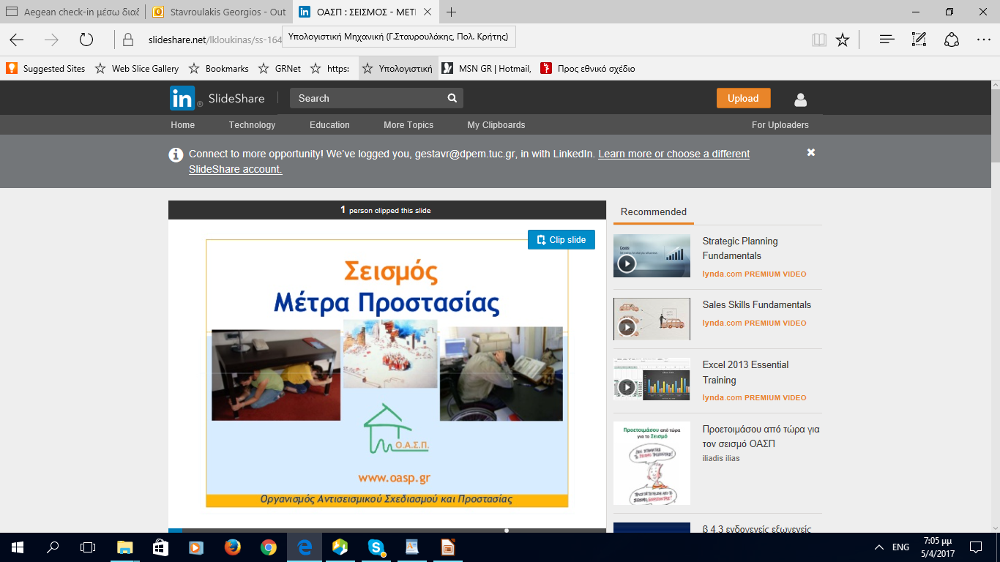 Aegean check-in μέσω διαδ
Stavroulakis Georgios - Out
ΟΑΣΠ : ΣΕΙΣΜΟΣ - ΜΕΤΡ
slideshare.net/lkloukinas/ss-164
Υπολογιστική Μηχανική (Γ.Σταυρουλάκης, Πολ. Κρήτης)
Suggested Sites
Web Slice Gallery
Bookmarks
GRNet
https:
Υπολογιστική
MSN GR | Hotmail,
Προς εθνικό σχέδιο
in SlideShare
Search
Upload
Home
Technology
Education
More Topics
My Clipboards
For Uploaders
Connect to more opportunity! We've logged you, gestavr@dpem.tuc.gr, in with LinkedIn. Learn more or choose a different
SlideShare account.
1 person clipped this slide
Clip slide
Σεισμός
Μέτρα Προστασίας
Ο.Α.Σ.Π.
www.oasp.gr
Οργανισμός Αντισεισμικού Σχεδιασμού και Προστασίας
Recommended
Goals
Strategic Planning
Fundamentals
lynda.com PREMIUM VIDEO
Sales Skills Fundamentals
lynda.com PREMIUM VIDEO
Excel 2013 Essential
Training
lynda.com PREMIUM VIDEO
Προετοιμάσου από τώρα
για το Σεισμό
Προετοιμάσου από τώρα για
τον σεισμό ΟΑΣΠ
iliadis ilias
β 4.3 ενδογενείς εξωγενείς
ENG
7:05 μμ
5/4/2017